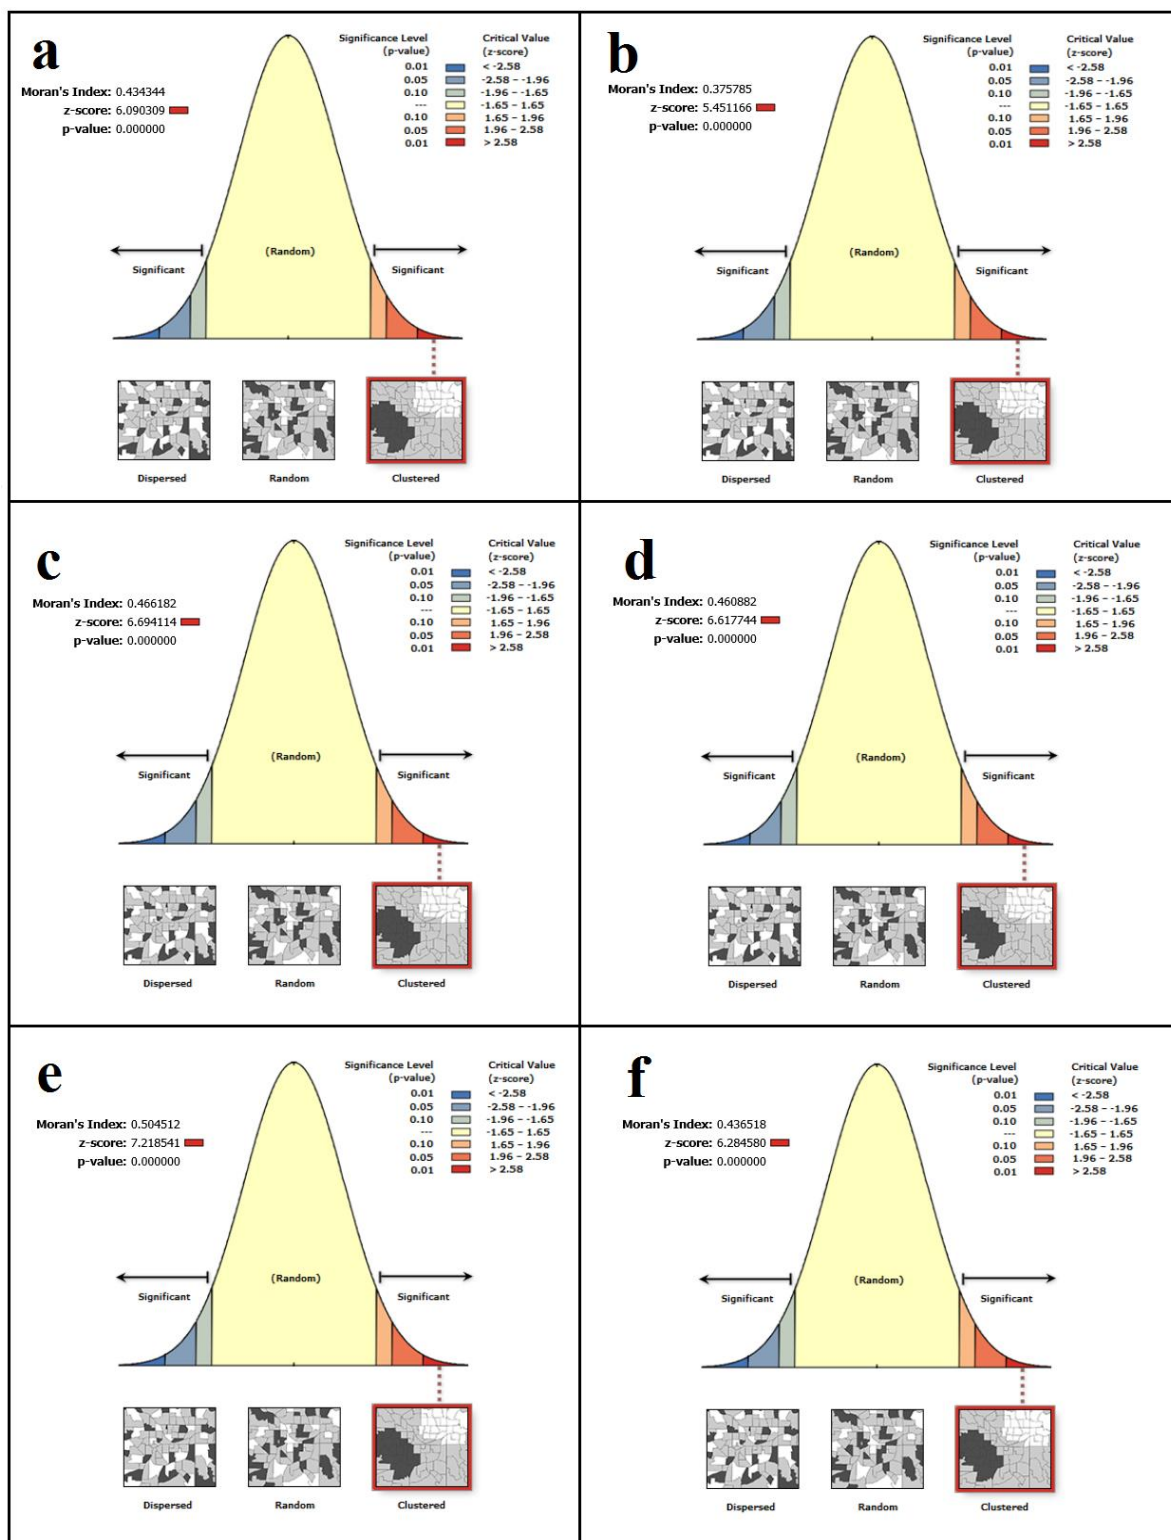 a
Significance Level (p-value) Critical Value (z-score)
0.01 < -2.58
0.05 -2.58 - -1.96
0.10 -1.96 - -1.65
--- -1.65 - 1.65
0.10 1.65 - 1.96
0.05 1.96 - 2.58
0.01 > 2.58
Moran's Index: 0.434344
z-score: 6.090309
p-value: 0.000000
(Random)
Significant Significant
Dispersed Random Clustered
b
Significance Level (p-value) Critical Value (z-score)
0.01 < -2.58
0.05 -2.58 - -1.96
0.10 -1.96 - -1.65
--- -1.65 - 1.65
0.10 1.65 - 1.96
0.05 1.96 - 2.58
0.01 > 2.58
Moran's Index: 0.375785
z-score: 5.451166
p-value: 0.000000
(Random)
Significant Significant
Dispersed Random Clustered
c
Significance Level (p-value) Critical Value (z-score)
0.01 < -2.58
0.05 -2.58 - -1.96
0.10 -1.96 - -1.65
--- -1.65 - 1.65
0.10 1.65 - 1.96
0.05 1.96 - 2.58
0.01 > 2.58
Moran's Index: 0.466182
z-score: 6.694114
p-value: 0.000000
(Random)
Significant Significant
Dispersed Random Clustered
d
Significance Level (p-value) Critical Value (z-score)
0.01 < -2.58
0.05 -2.58 - -1.96
0.10 -1.96 - -1.65
--- -1.65 - 1.65
0.10 1.65 - 1.96
0.05 1.96 - 2.58
0.01 > 2.58
Moran's Index: 0.460882
z-score: 6.617744
p-value: 0.000000
(Random)
Significant Significant
Dispersed Random Clustered
e
Significance Level (p-value) Critical Value (z-score)
0.01 < -2.58
0.05 -2.58 - -1.96
0.10 -1.96 - -1.65
--- -1.65 - 1.65
0.10 1.65 - 1.96
0.05 1.96 - 2.58
0.01 > 2.58
Moran's Index: 0.504512
z-score: 7.218541
p-value: 0.000000
(Random)
Significant Significant
Dispersed Random Clustered
f
Significance Level (p-value) Critical Value (z-score)
0.01 < -2.58
0.05 -2.58 - -1.96
0.10 -1.96 - -1.65
--- -1.65 - 1.65
0.10 1.65 - 1.96
0.05 1.96 - 2.58
0.01 > 2.58
Moran's Index: 0.436518
z-score: 6.284580
p-value: 0.000000
(Random)
Significant Significant
Dispersed Random Clustered